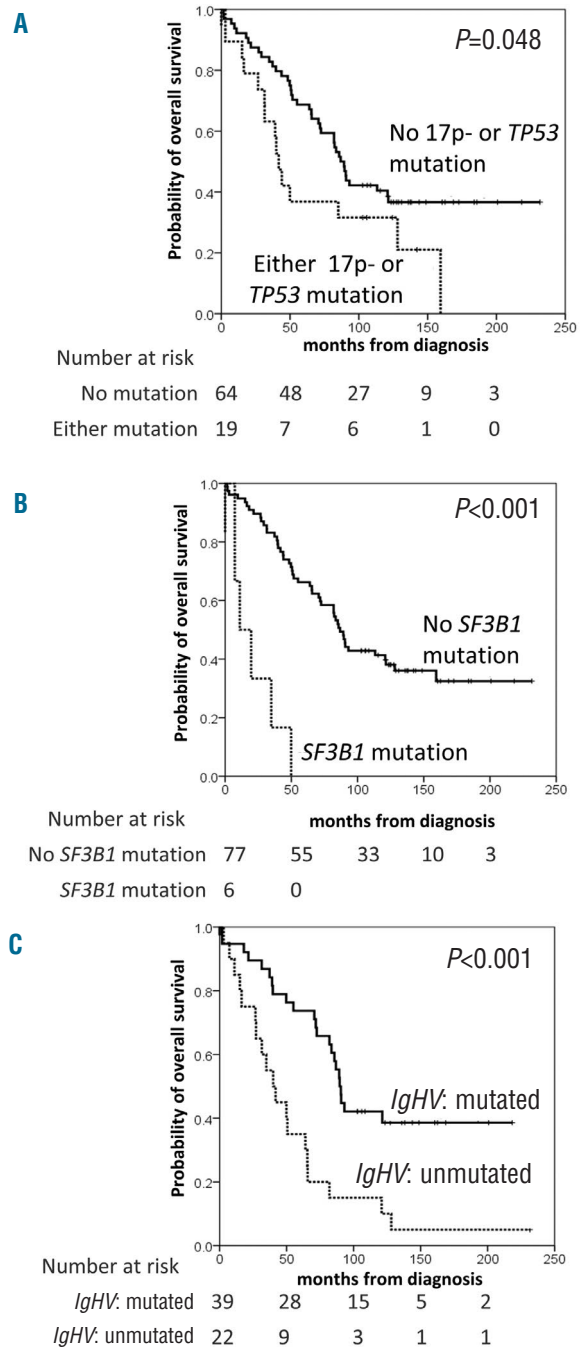 A
P=0.048
Probability of overall survival
1.0
0.8
0.6
0.4
0.2
0.0
No 17p- or TP53
mutation
Either 17p- or
TP53 mutation
0 50 100 150 200 250
months from diagnosis
Number at risk
No mutation 64 48 27 9 3
Either mutation 19 7 6 1 0
B
P<0.001
Probability of overall survival
1.0
0.8
0.6
0.4
0.2
0.0
No SF3B1
mutation
SF3B1 mutation
0 50 100 150 200 250
Number at risk months from diagnosis
No SF3B1 mutation 77 55 33 10 3
SF3B1 mutation 6 0
C
P<0.001
Probability of overall survival
1.0
0.8
0.6
0.4
0.2
0.0
IgHV: mutated
IgHV: unmutated
0 50 100 150 200 250
Number at risk months from diagnosis
IgHV: mutated 39 28 15 5 2
IgHV: unmutated 22 9 3 1 1